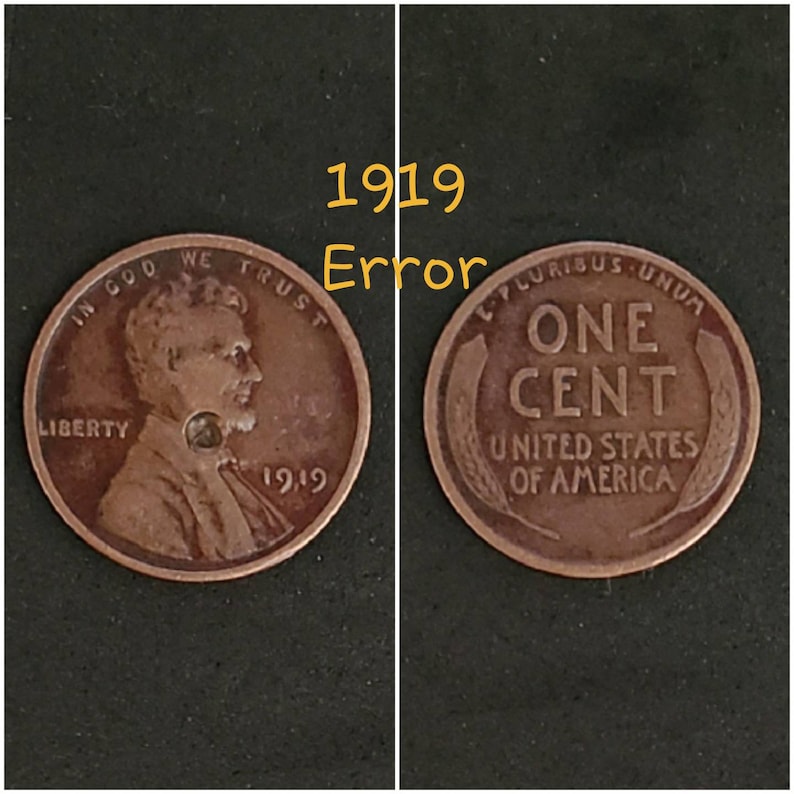 1919
Error
IN GOD WE TRUST
LIBERTY
1919
E·PLURIBUS·UNUM
ONE
CENT
UNITED STATES
OF AMERICA